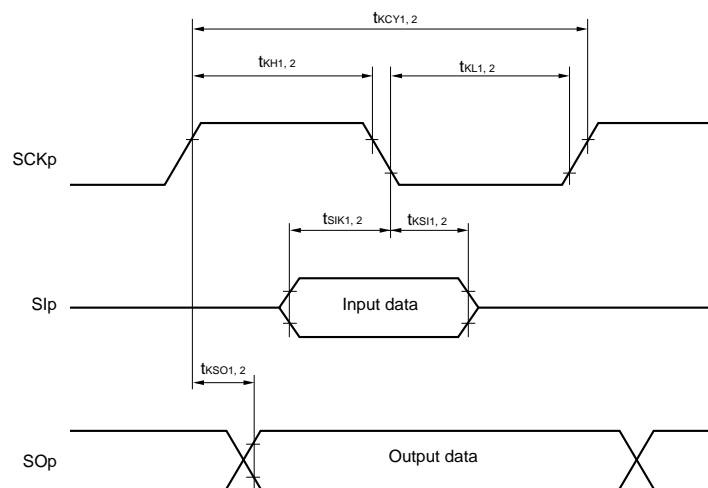 tKCY1, 2
tKH1, 2
tKL1, 2
SCKp
tSIK1, 2
tKSI1, 2
SIp
Input data
tKSO1, 2
SOp
Output data